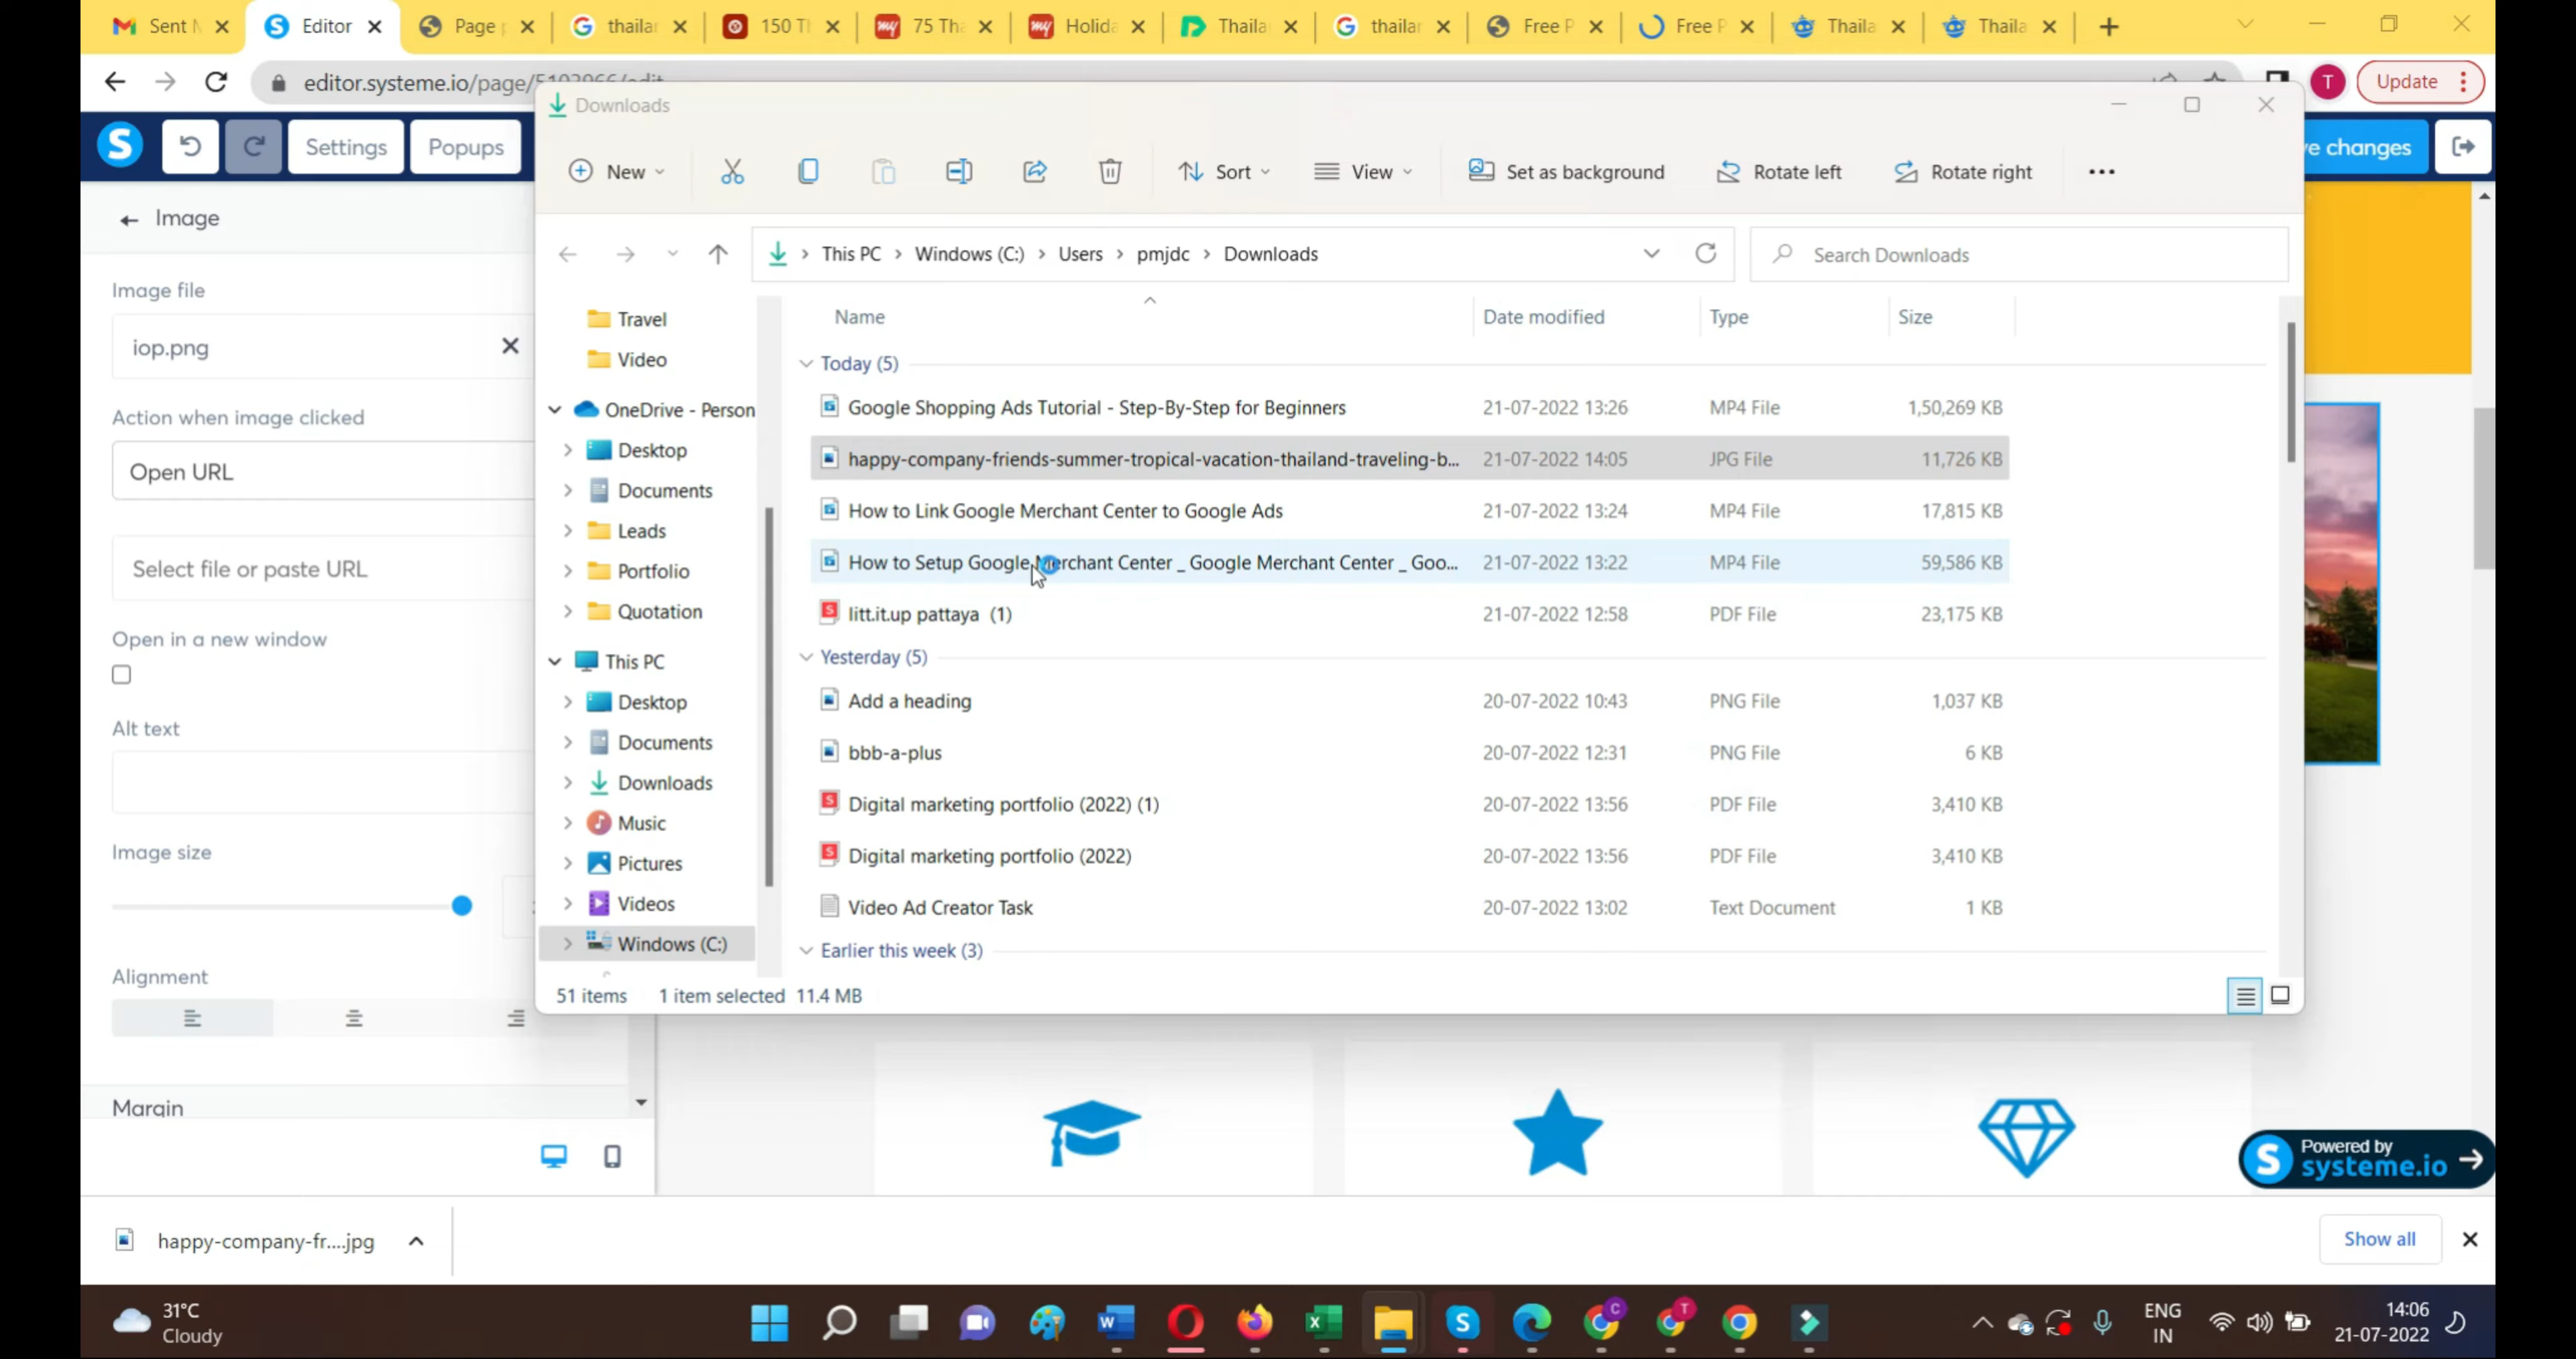 Sent
Editor
Page
thailar
150 Th
75 Tha
Holida
Thaila
thailar
Free P
Free P
Thaila
Thaila
editor.systeme.io/page/5103966/edit
T
Update
S
Settings
Popups
e changes
Downloads
New
Sort
View
Set as background
Rotate left
Rotate right
This PC > Windows (C:) > Users > pmjdc > Downloads
Search Downloads
Image
Image file
iop.png
Action when image clicked
Open URL
Select file or paste URL
Open in a new window
Alt text
Image size
Alignment
Margin
Travel
Video
OneDrive - Person
Desktop
Documents
Leads
Portfolio
Quotation
This PC
Desktop
Documents
Downloads
Music
Pictures
Videos
Windows (C:)
Name Date modified Type Size
Today (5)
Google Shopping Ads Tutorial - Step-By-Step for Beginners 21-07-2022 13:26 MP4 File 1,50,269 KB
happy-company-friends-summer-tropical-vacation-thailand-traveling-b... 21-07-2022 14:05 JPG File 11,726 KB
How to Link Google Merchant Center to Google Ads 21-07-2022 13:24 MP4 File 17,815 KB
How to Setup Google Merchant Center _ Google Merchant Center _ Goo... 21-07-2022 13:22 MP4 File 59,586 KB
litt.it.up pattaya (1) 21-07-2022 12:58 PDF File 23,175 KB
Yesterday (5)
Add a heading 20-07-2022 10:43 PNG File 1,037 KB
bbb-a-plus 20-07-2022 12:31 PNG File 6 KB
Digital marketing portfolio (2022) (1) 20-07-2022 13:56 PDF File 3,410 KB
Digital marketing portfolio (2022) 20-07-2022 13:56 PDF File 3,410 KB
Video Ad Creator Task 20-07-2022 13:02 Text Document 1 KB
Earlier this week (3)
51 items 1 item selected 11.4 MB
Powered by
systeme.io
happy-company-fr....jpg
Show all
31°C
Cloudy
ENG
IN
14:06
21-07-2022